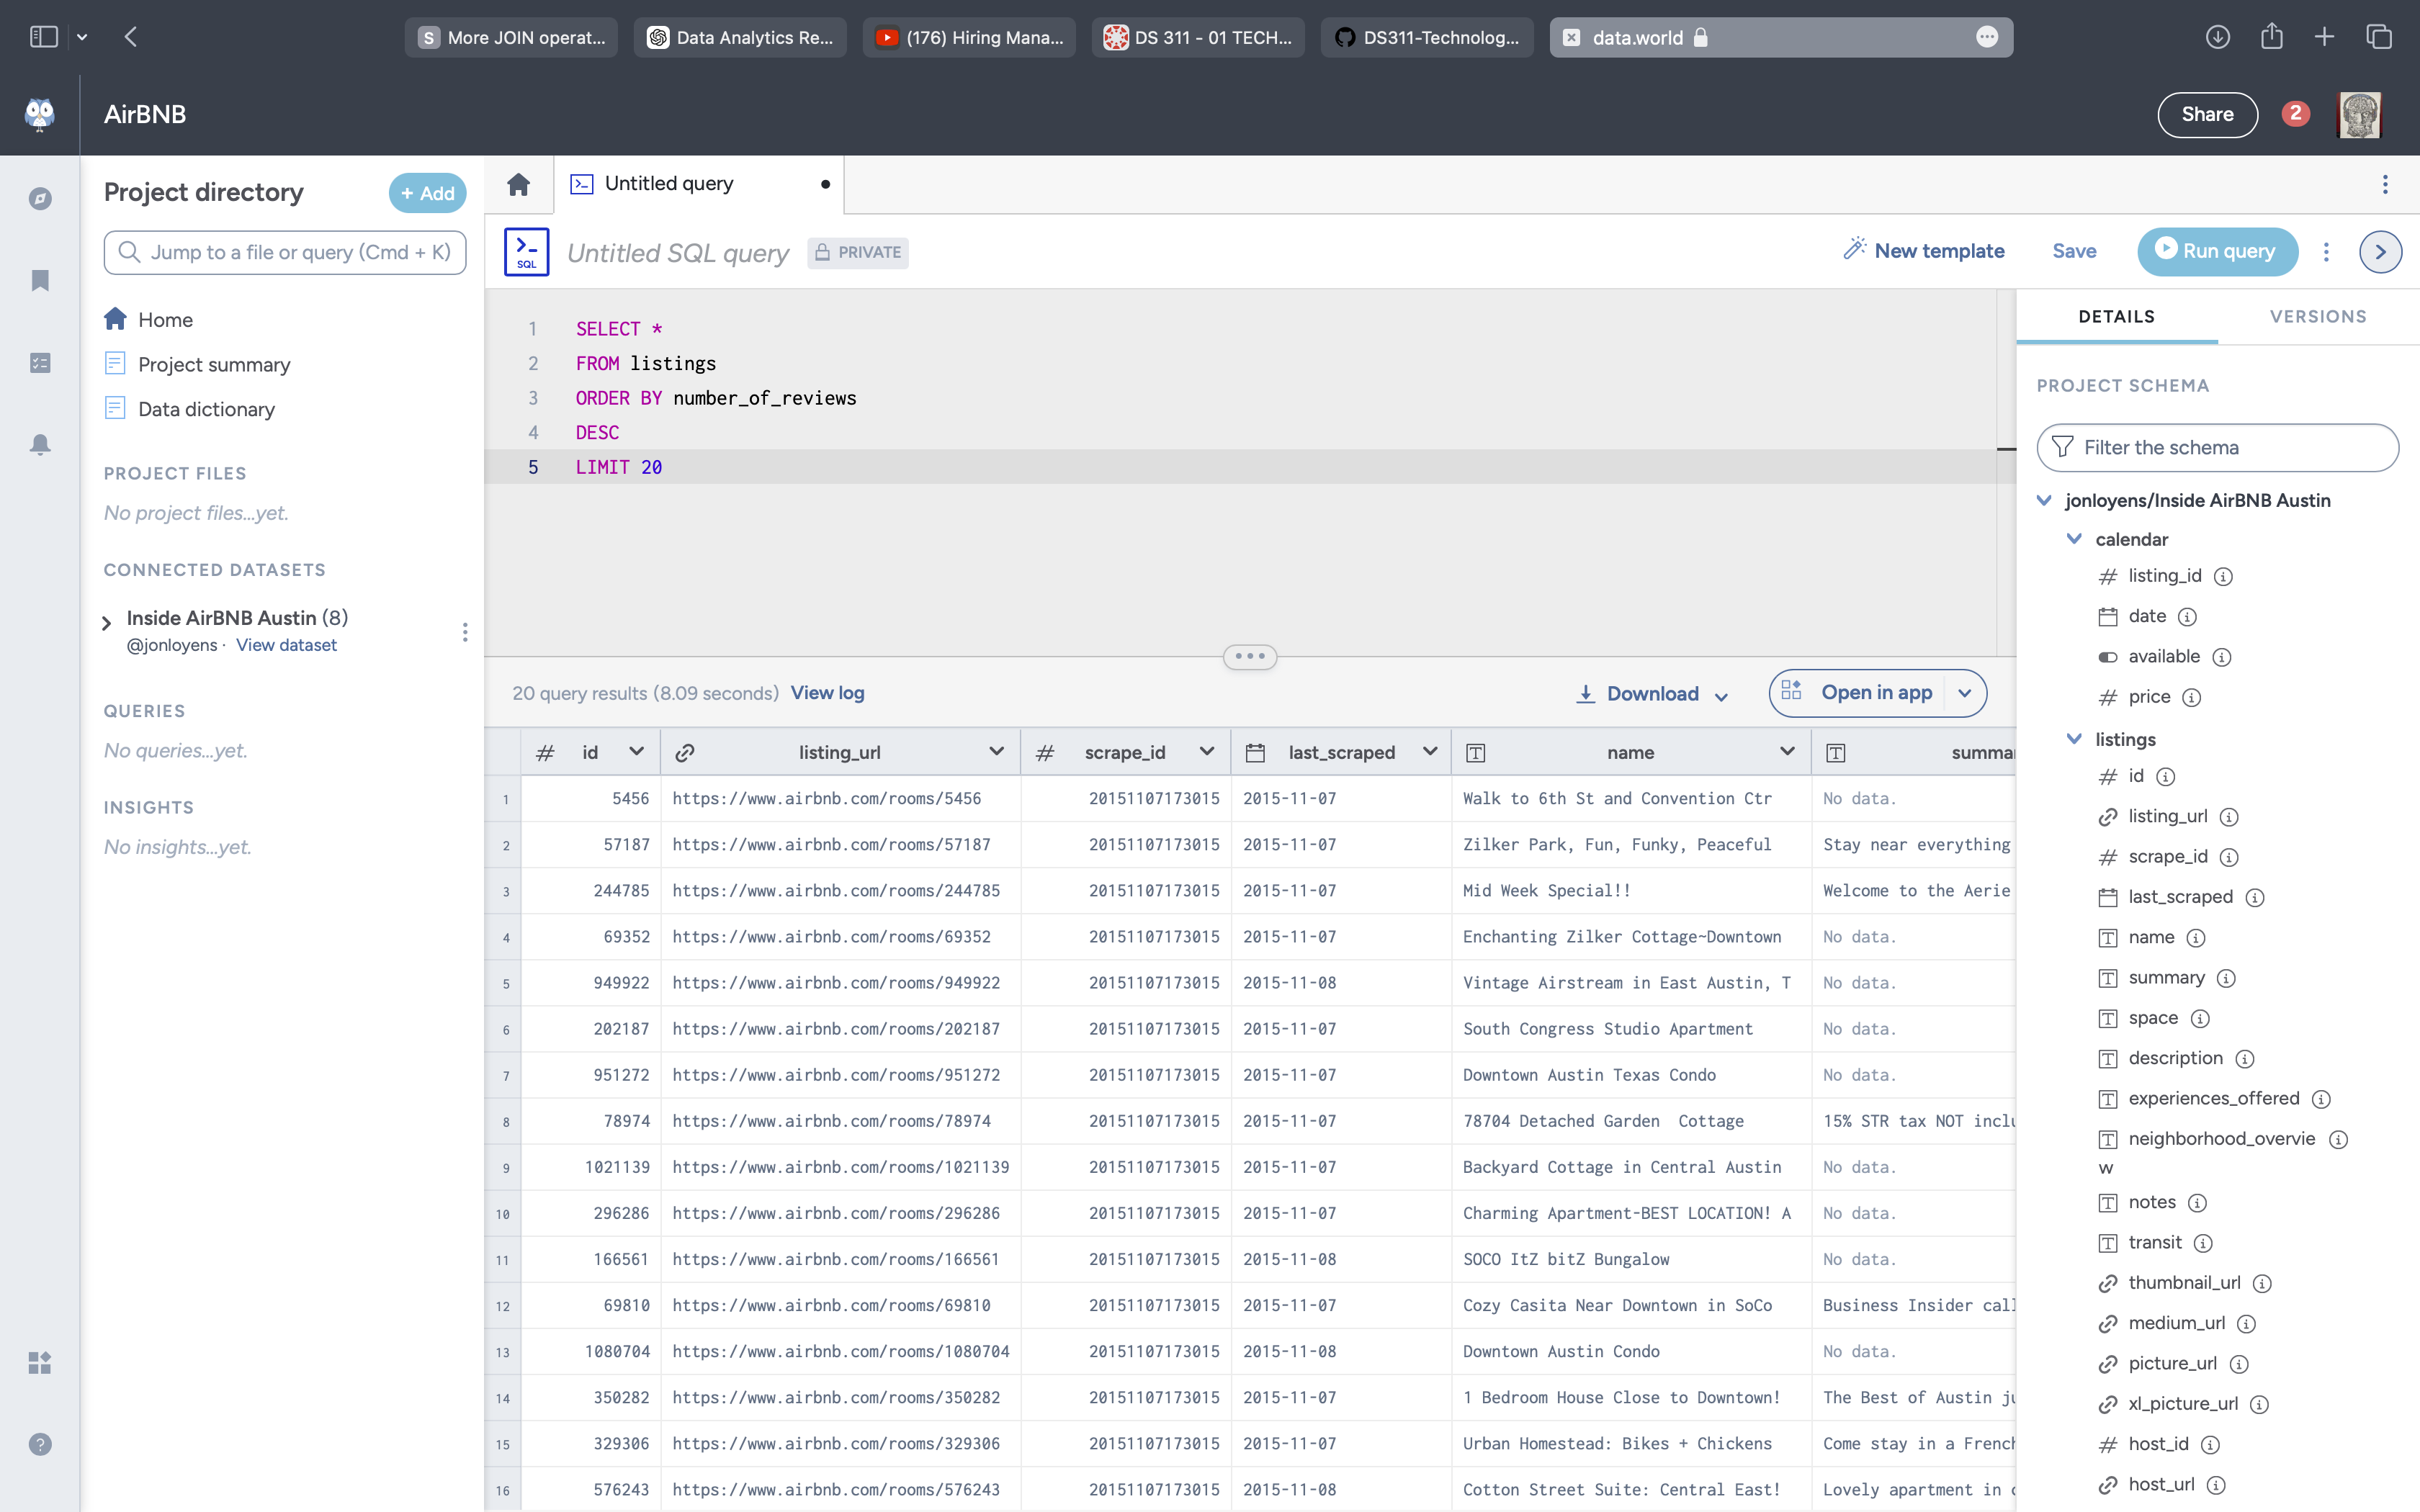 S More JOIN operat...
Data Analytics Re...
(176) Hiring Mana...
DS 311 - 01 TECH...
DS311-Technolog...
data.world
AirBNB
Share
2
Project directory
+ Add
Jump to a file or query (Cmd + K)
Home
Project summary
Data dictionary
PROJECT FILES
No project files...yet.
CONNECTED DATASETS
Inside AirBNB Austin (8)
@jonloyens · View dataset
QUERIES
No queries...yet.
INSIGHTS
No insights...yet.
Untitled query
SQL
Untitled SQL query
PRIVATE
New template
Save
Run query
1 SELECT *
2 FROM listings
3 ORDER BY number_of_reviews
4 DESC
5 LIMIT 20
20 query results (8.09 seconds) View log
Download
Open in app
# id listing_url # scrape_id last_scraped T name T summa
1 5456 https://www.airbnb.com/rooms/5456 20151107173015 2015-11-07 Walk to 6th St and Convention Ctr No data.
2 57187 https://www.airbnb.com/rooms/57187 20151107173015 2015-11-07 Zilker Park, Fun, Funky, Peaceful Stay near everything
3 244785 https://www.airbnb.com/rooms/244785 20151107173015 2015-11-07 Mid Week Special!! Welcome to the Aerie
4 69352 https://www.airbnb.com/rooms/69352 20151107173015 2015-11-07 Enchanting Zilker Cottage~Downtown No data.
5 949922 https://www.airbnb.com/rooms/949922 20151107173015 2015-11-08 Vintage Airstream in East Austin, T No data.
6 202187 https://www.airbnb.com/rooms/202187 20151107173015 2015-11-07 South Congress Studio Apartment No data.
7 951272 https://www.airbnb.com/rooms/951272 20151107173015 2015-11-07 Downtown Austin Texas Condo No data.
8 78974 https://www.airbnb.com/rooms/78974 20151107173015 2015-11-07 78704 Detached Garden  Cottage 15% STR tax NOT incl
9 1021139 https://www.airbnb.com/rooms/1021139 20151107173015 2015-11-07 Backyard Cottage in Central Austin No data.
10 296286 https://www.airbnb.com/rooms/296286 20151107173015 2015-11-07 Charming Apartment-BEST LOCATION! A No data.
11 166561 https://www.airbnb.com/rooms/166561 20151107173015 2015-11-08 SOCO ItZ bitZ Bungalow No data.
12 69810 https://www.airbnb.com/rooms/69810 20151107173015 2015-11-07 Cozy Casita Near Downtown in SoCo Business Insider call
13 1080704 https://www.airbnb.com/rooms/1080704 20151107173015 2015-11-08 Downtown Austin Condo No data.
14 350282 https://www.airbnb.com/rooms/350282 20151107173015 2015-11-07 1 Bedroom House Close to Downtown! The Best of Austin ju
15 329306 https://www.airbnb.com/rooms/329306 20151107173015 2015-11-07 Urban Homestead: Bikes + Chickens Come stay in a French
16 576243 https://www.airbnb.com/rooms/576243 20151107173015 2015-11-08 Cotton Street Suite: Central East! Lovely apartment in
DETAILS
VERSIONS
PROJECT SCHEMA
Filter the schema
jonloyens/Inside AirBNB Austin
calendar
# listing_id
date
available
# price
listings
# id
listing_url
# scrape_id
last_scraped
T name
T summary
T space
T description
T experiences_offered
T neighborhood_overvie
w
T notes
T transit
thumbnail_url
medium_url
picture_url
xl_picture_url
# host_id
host_url